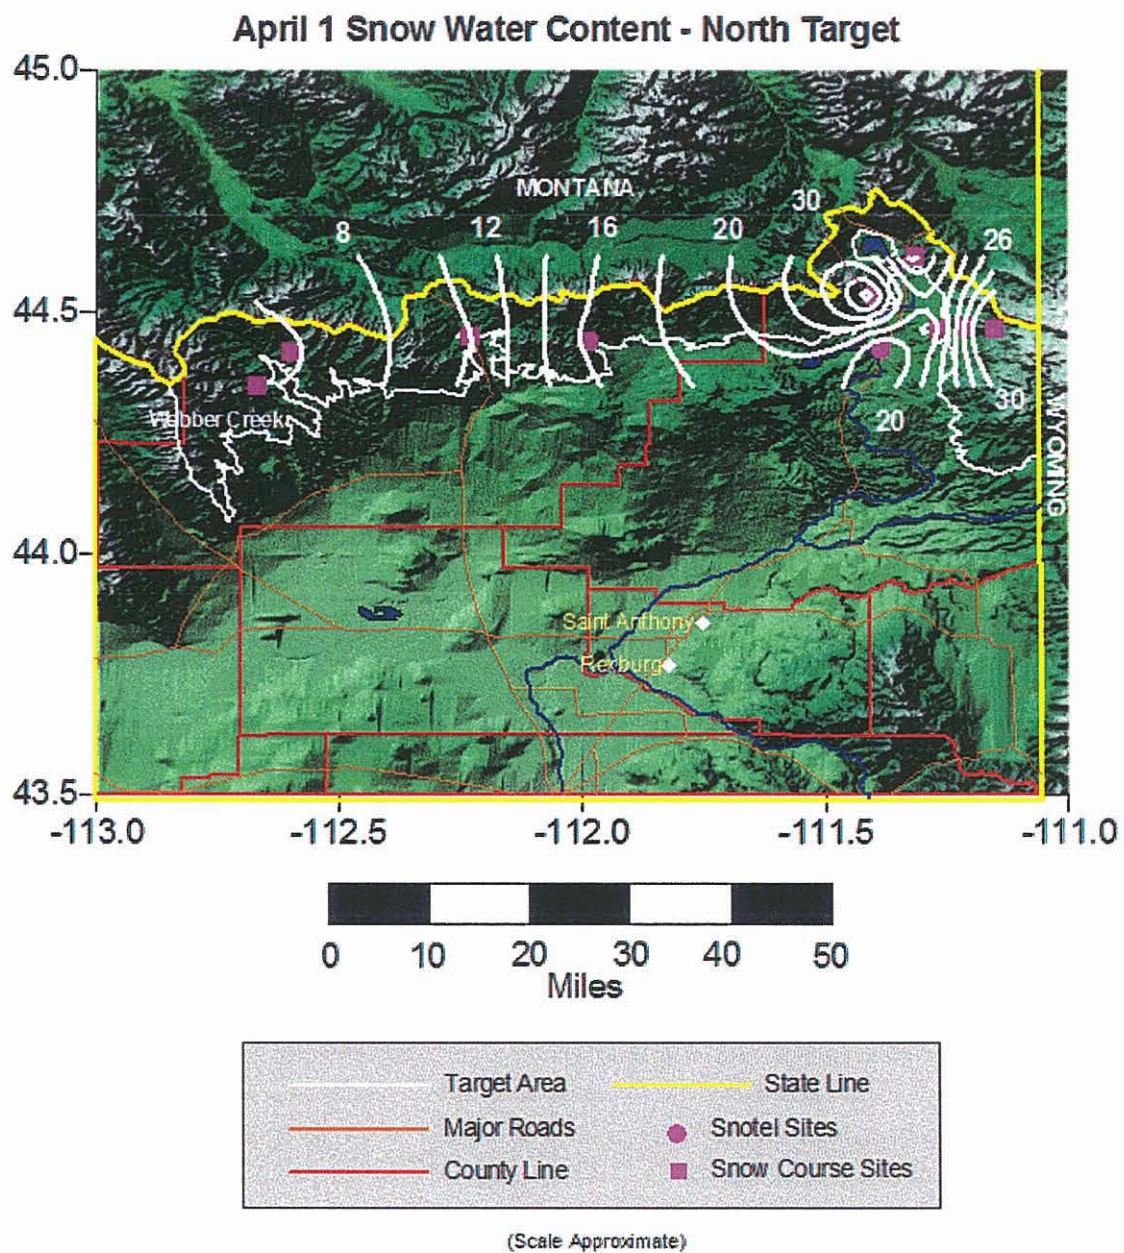 April 1 Snow Water Content - North Target
45.0
MONTANA
30
8
12
16
20
26
44.5
Webber Creek
20
30
WYOMING
44.0
Saint Anthony
Rexburg
43.5
-113.0
-112.5
-112.0
-111.5
-111.0
0
10
20
30
40
50
Miles
Target Area
State Line
Major Roads
Snotel Sites
County Line
Snow Course Sites
(Scale Approximate)